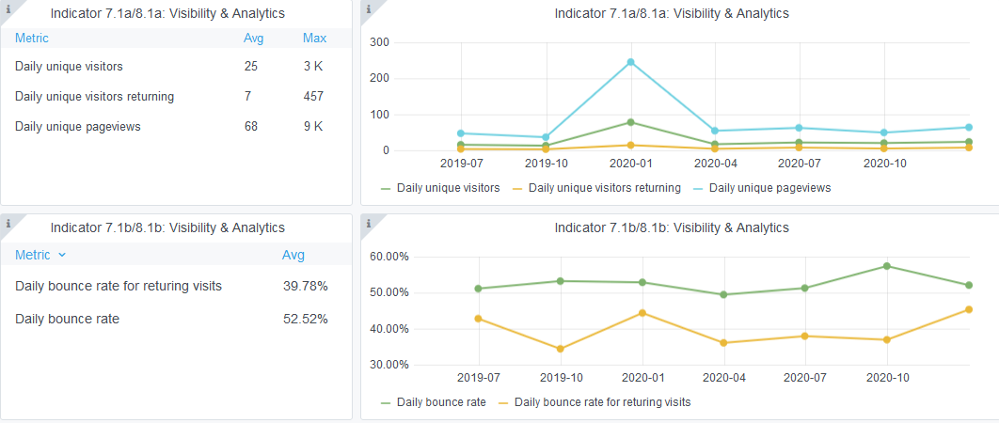 i
Indicator 7.1a/8.1a: Visibility & Analytics
Metric Avg Max
Daily unique visitors 25 3 K
Daily unique visitors returning 7 457
Daily unique pageviews 68 9 K
i
Indicator 7.1a/8.1a: Visibility & Analytics
300
200
100
0
2019-07 2019-10 2020-01 2020-04 2020-07 2020-10
Daily unique visitors Daily unique visitors returning Daily unique pageviews
i
Indicator 7.1b/8.1b: Visibility & Analytics
Metric Avg
Daily bounce rate for returing visits 39.78%
Daily bounce rate 52.52%
i
Indicator 7.1b/8.1b: Visibility & Analytics
60.00%
50.00%
40.00%
30.00%
2019-07 2019-10 2020-01 2020-04 2020-07 2020-10
Daily bounce rate Daily bounce rate for returing visits